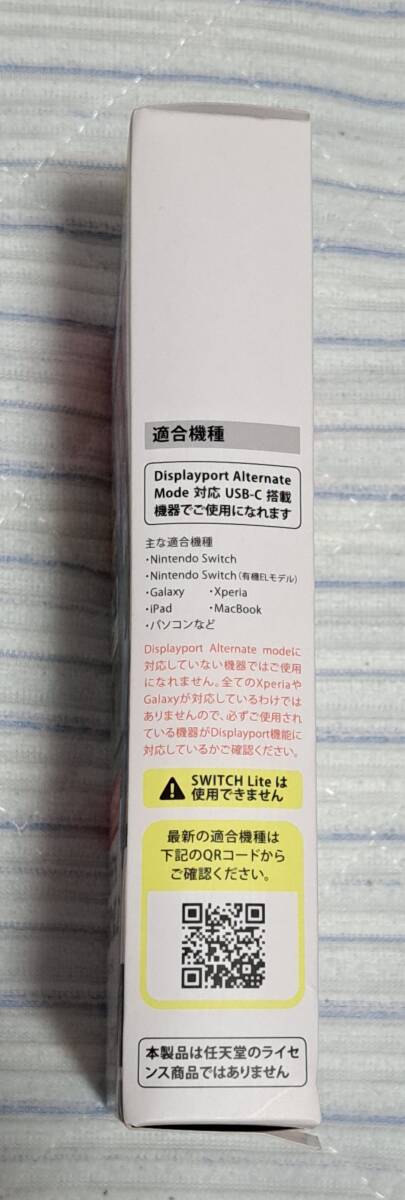 適合機種
Displayport Alternate
Mode 対応 USB-C 搭載
機器でご使用になれます
主な適合機種
・Nintendo Switch
・Nintendo Switch（有機ELモデル）
・Galaxy ・Xperia
・iPad ・MacBook
・パソコンなど
Displayport Alternate modeに
対応していない機器ではご使用
になれません。全てのXperiaや
Galaxyが対応しているわけでは
ありませんので、必ずご使用され
ている機器がDisplayport機能に
対応しているかご確認ください。
SWITCH Lite は
使用できません
最新の適合機種は
下記のQRコードから
ご確認ください。
本製品は任天堂のライセ
ンス商品ではありません